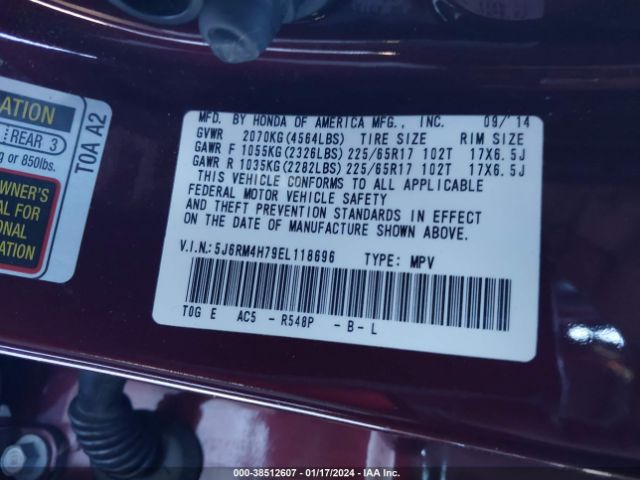 ATION
REAR 3
g or 850lbs.
OWNER'S
AL FOR
ONAL
ATION
TOA A2
MFD. BY HONDA OF AMERICA MFG., INC. 09/'14
GVWR 2070KG(4564LBS) TIRE SIZE RIM SIZE
GAWR F 1055KG(2326LBS) 225/65R17 102T 17X6.5J
GAWR R 1035KG(2282LBS) 225/65R17 102T 17X6.5J
THIS VEHICLE CONFORMS TO ALL APPLICABLE
FEDERAL MOTOR VEHICLE SAFETY
AND THEFT PREVENTION STANDARDS IN EFFECT
ON THE DATE OF MANUFACTURE SHOWN ABOVE.
V.I.N.:5J6RM4H79EL118696 TYPE: MPV
TOG E AC5 - R548P - B - L
000-38512607 - 01/17/2024 - IAA Inc.